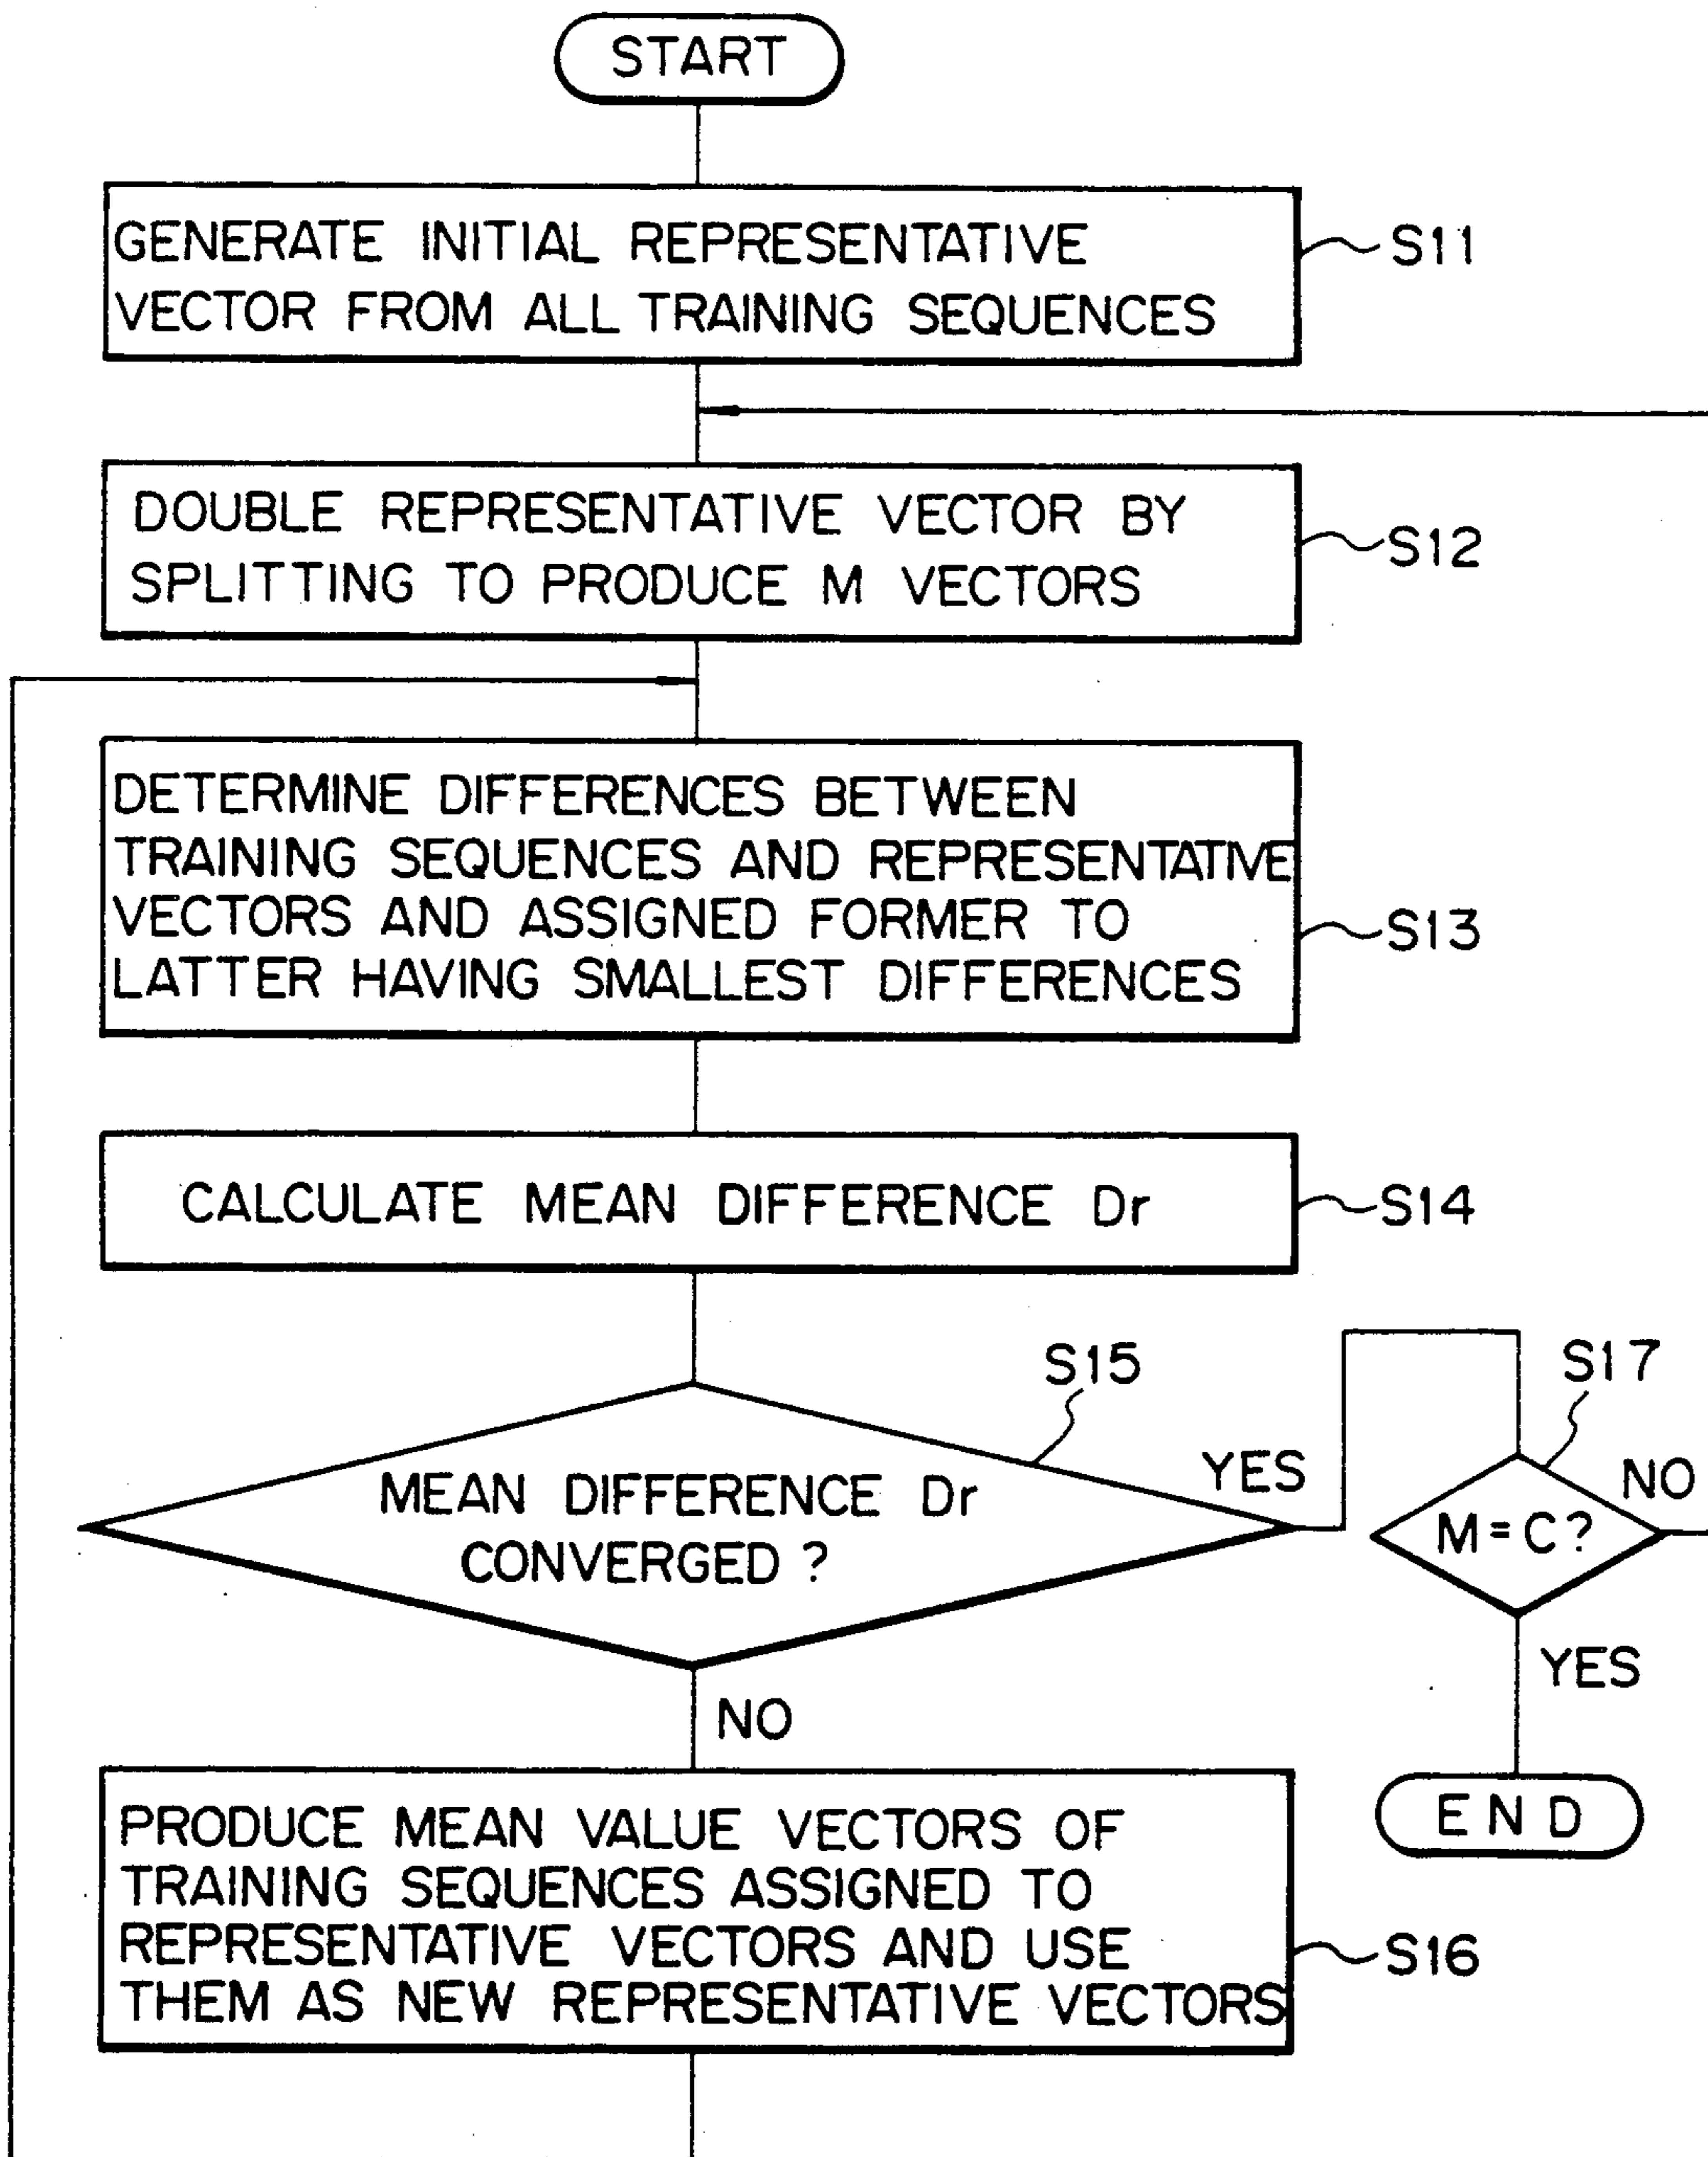 START
GENERATE INITIAL REPRESENTATIVE
VECTOR FROM ALL TRAINING SEQUENCES
S11
DOUBLE REPRESENTATIVE VECTOR BY
SPLITTING TO PRODUCE M VECTORS
S12
DETERMINE DIFFERENCES BETWEEN
TRAINING SEQUENCES AND REPRESENTATIVE
VECTORS AND ASSIGNED FORMER TO
LATTER HAVING SMALLEST DIFFERENCES
S13
CALCULATE MEAN DIFFERENCE Dr
S14
S15
MEAN DIFFERENCE Dr
CONVERGED ?
YES
S17
M=C?
NO
YES
END
NO
PRODUCE MEAN VALUE VECTORS OF
TRAINING SEQUENCES ASSIGNED TO
REPRESENTATIVE VECTORS AND USE
THEM AS NEW REPRESENTATIVE VECTORS
S16